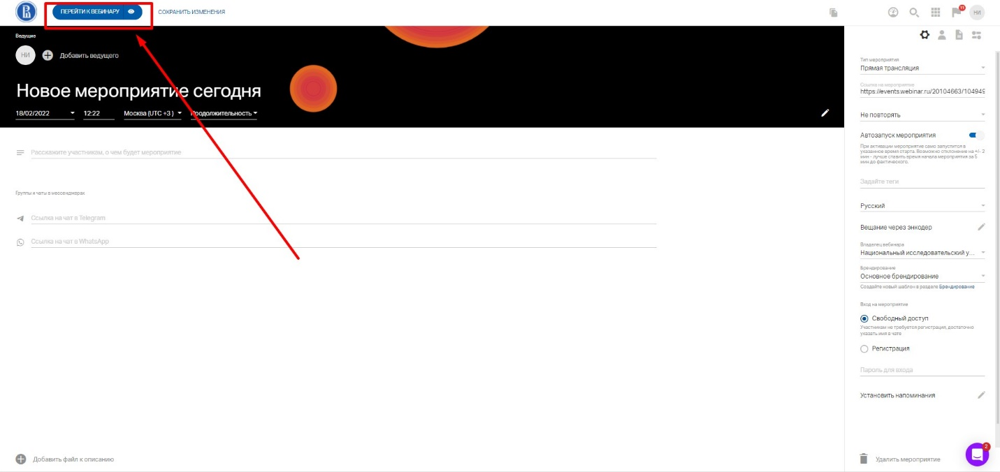 ПЕРЕЙТИ К ВЕБИНАРУ
СОХРАНИТЬ ИЗМЕНЕНИЯ
11
НИ
Ведущие
НИ
Добавить ведущего
Новое мероприятие сегодня
18/02/2022 12:22 Москва (UTC +3 ) Продолжительность
Расскажите участникам, о чем будет мероприятие
Группы и чаты в мессенджерах
Ссылка на чат в Telegram
Ссылка на чат в WhatsApp
Добавить файл к описанию
Тип мероприятия
Прямая трансляция
Ссылка на мероприятие
https://events.webinar.ru/20104663/104949
Не повторять
Автозапуск мероприятия
При активации мероприятие само запустится в
указанное время старта. Возможно отклонение на +/- 2
мин - лучше ставить время начала мероприятия за 5
мин до фактического.
Задайте теги
Русский
Вещание через энкодер
Владелец вебинара
Национальный исследовательский у...
Брендирование
Основное брендирование
Создайте новый шаблон в разделе Брендирование
Вход на мероприятие
Свободный доступ
Участникам не требуется регистрация, достаточно
указать имя в чате
Регистрация
Пароль для входа
Установить напоминания
Удалить мероприятие
2